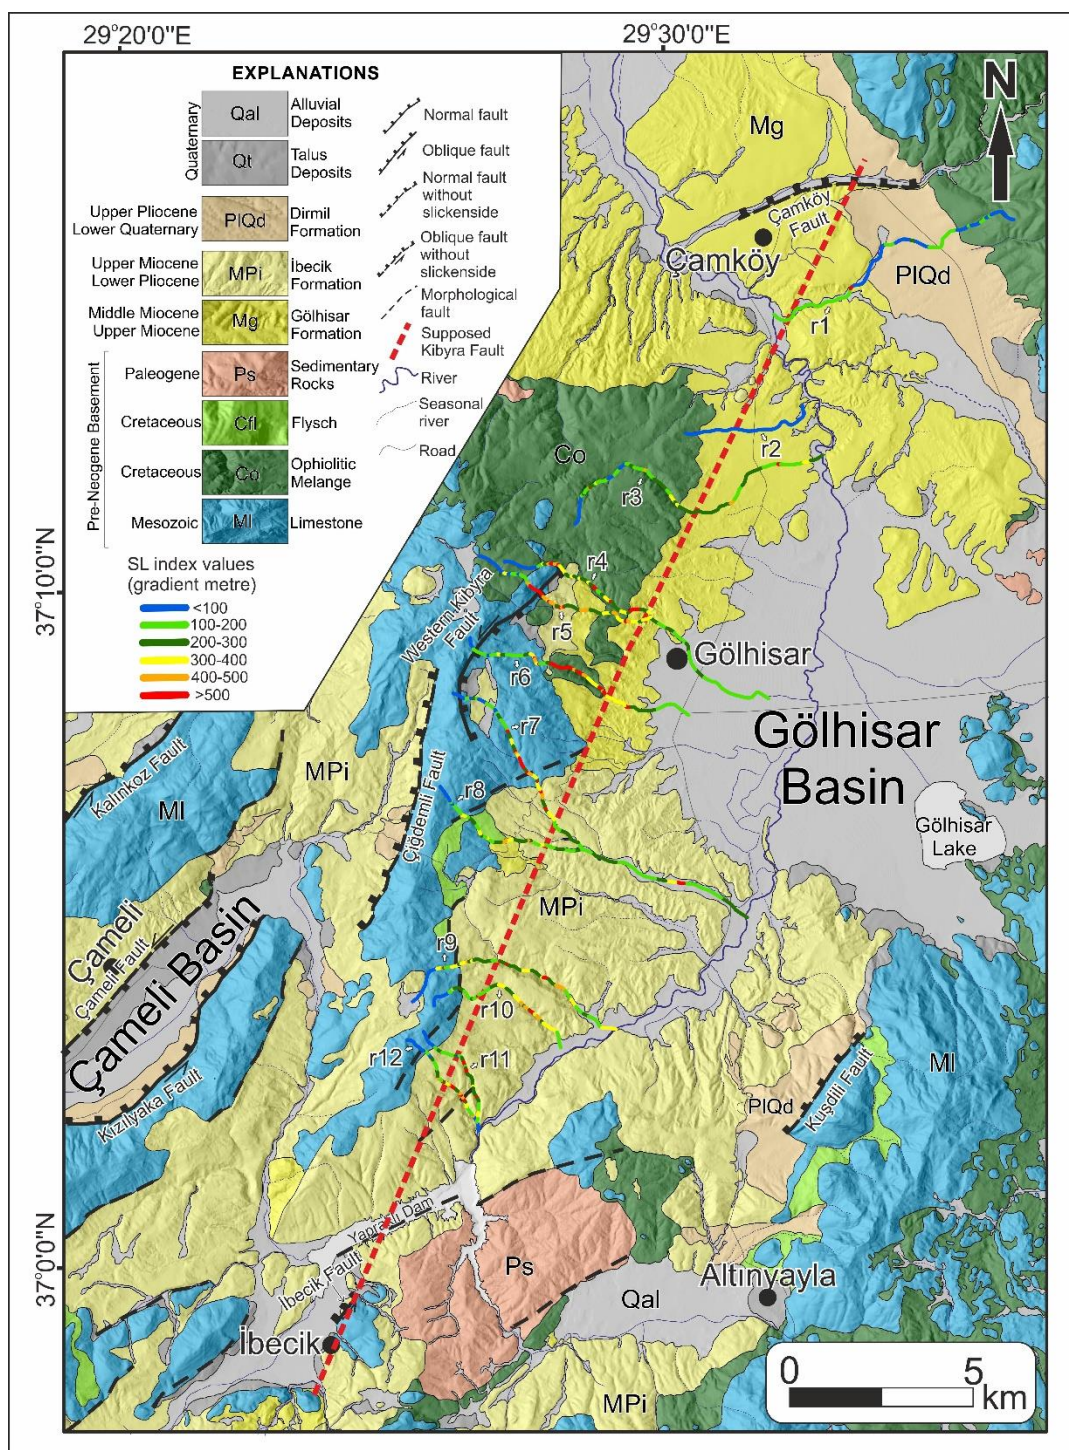 29°20'0"E
29°30'0"E
EXPLANATIONS
Quaternary
Qal
Alluvial
Deposits
Qt
Talus
Deposits
Upper Pliocene
Lower Quaternary
PlQd
Dirmil
Formation
Upper Miocene
Lower Pliocene
MPi
İbecik
Formation
Middle Miocene
Upper Miocene
Mg
Gölhisar
Formation
Pre-Neogene Basement
Paleogene
Ps
Sedimentary
Rocks
Cretaceous
Cfl
Flysch
Cretaceous
Co
Ophiolitic
Melange
Mesozoic
Ml
Limestone
Normal fault
Oblique fault
Normal fault
without
slickenside
Oblique fault
without
slickenside
Morphological
fault
Supposed
Kibyra Fault
River
Seasonal
river
Road
SL index values
(gradient metre)
<100
100-200
200-300
300-400
400-500
>500
N
Mg
Çamköy
Fault
Çamköy
PlQd
r1
r2
Co
r3
37°10'0"N
r4
Western Kibyra
Fault
r5
Gölhisar
r6
r7
Gölhisar
Basin
Kalınkoz Fault
MPi
Ml
Çiğdemli Fault
r8
Gölhisar
Lake
MPi
Çameli
Çameli Fault
Çameli Basin
r9
r10
r12
r11
Kızılyaka Fault
PlQd
Kuşdili Fault
Ml
Yapraklı Dam
37°0'0"N
İbecik Fault
Ps
Altınyayla
Qal
İbecik
MPi
0
5
km